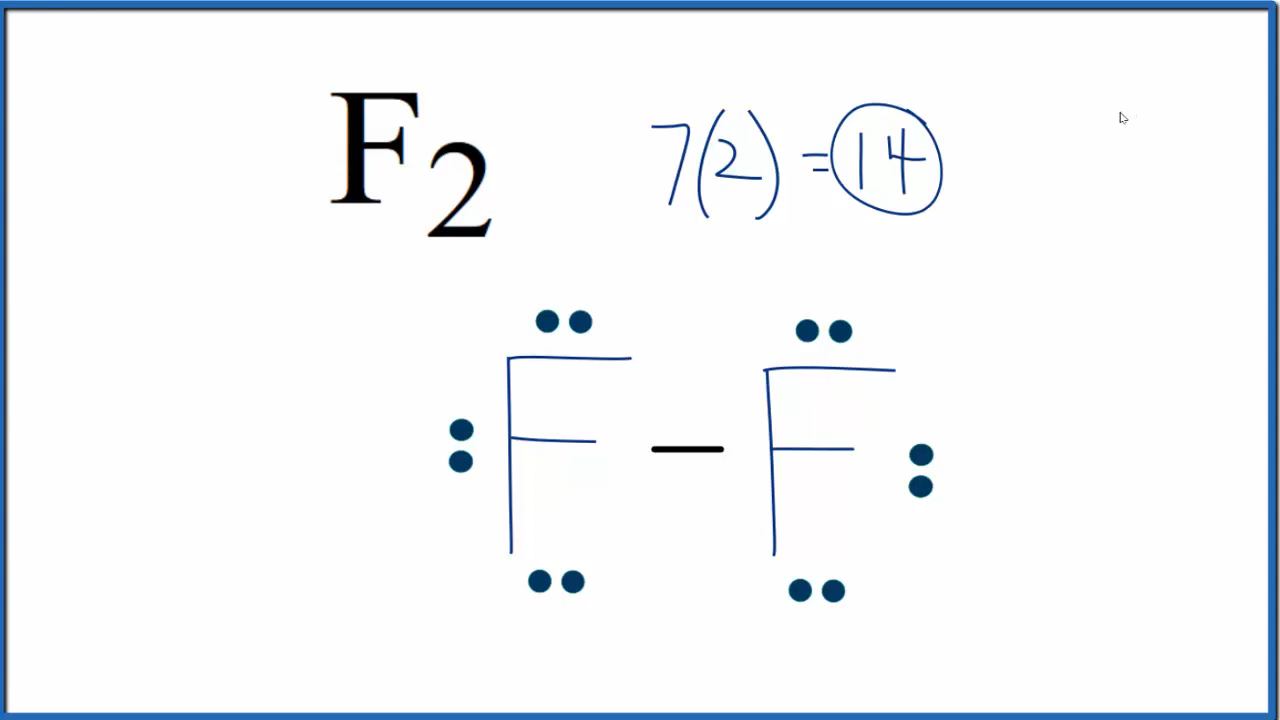 F₂ 7(2) = 14
F — F